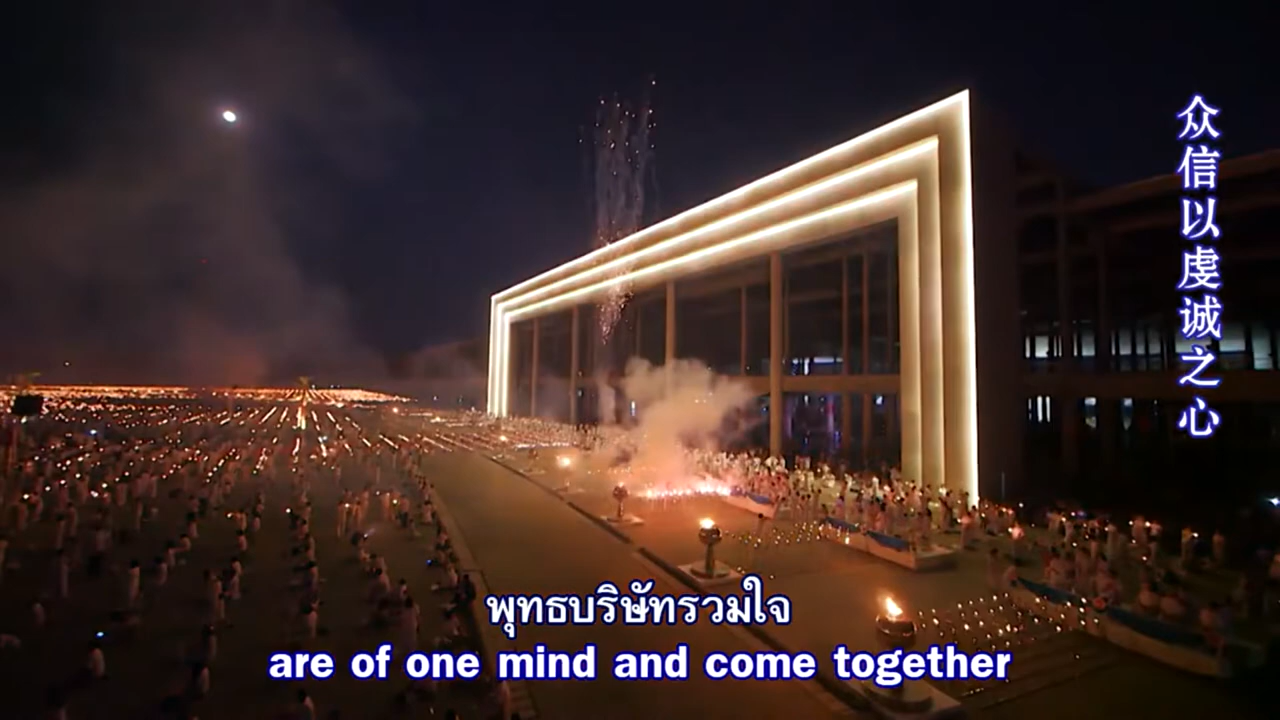 众信以虔诚之心
พุทธบริษัทรวมใจ
are of one mind and come together